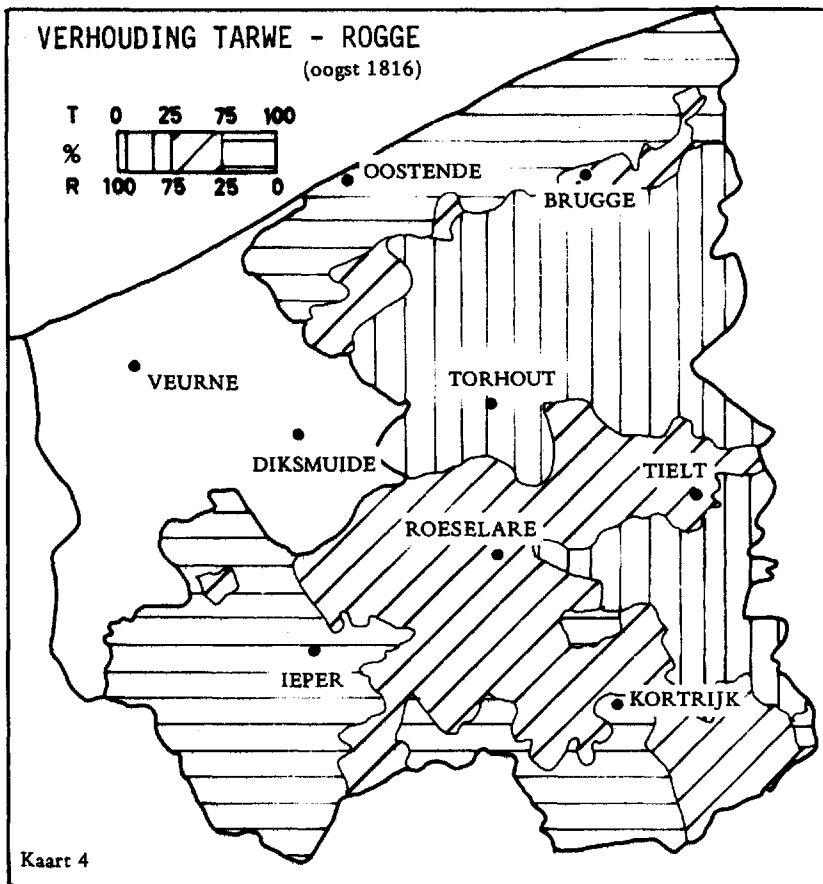 VERHOUDING TARWE - ROGGE
(oogst 1816)
T 0 25 75 100
%
R 100 75 25 0
OOSTENDE
BRUGGE
VEURNE
TORHOUT
DIKSMUIDE
TIELT
ROESELARE
IEPER
KORTRIJK
Kaart 4